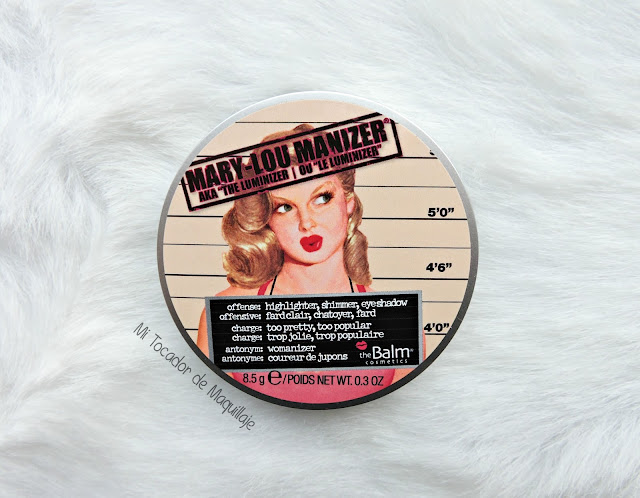 MARY-LOU MANIZER®
AKA "THE LUMINIZER | OU "LE LUMINIZER"
5'0"
4'6"
4'0"
offense: highlighter, shimmer, eyeshadow
offensive: fard clair, chatoyer, fard
charge: too pretty, too popular
charge: trop jolie, trop populaire
antonym: womanizer
antonyme: coureur de jupons
theBalm®
cosmetics
8.5 g ℮/POIDS NET WT. 0.3 OZ
Mi Tocador de Maquillaje